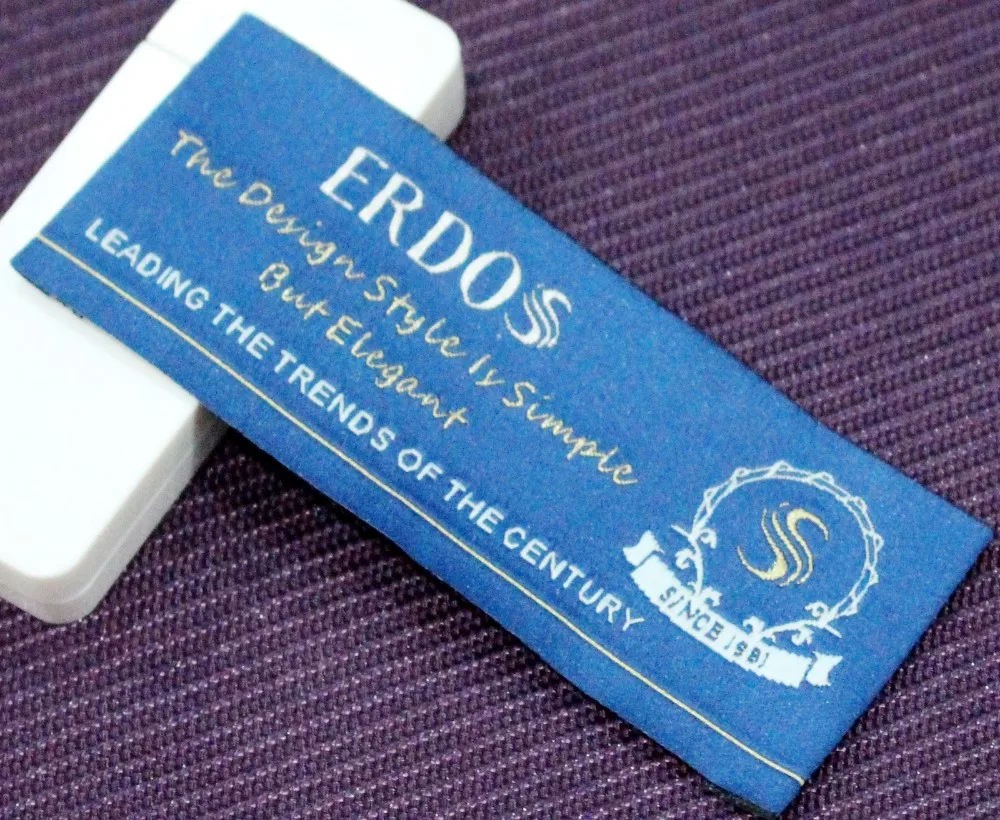 ERDOS
The Design Style Is Simple
But Elegant
LEADING THE TRENDS OF THE CENTURY
SINCE 1981